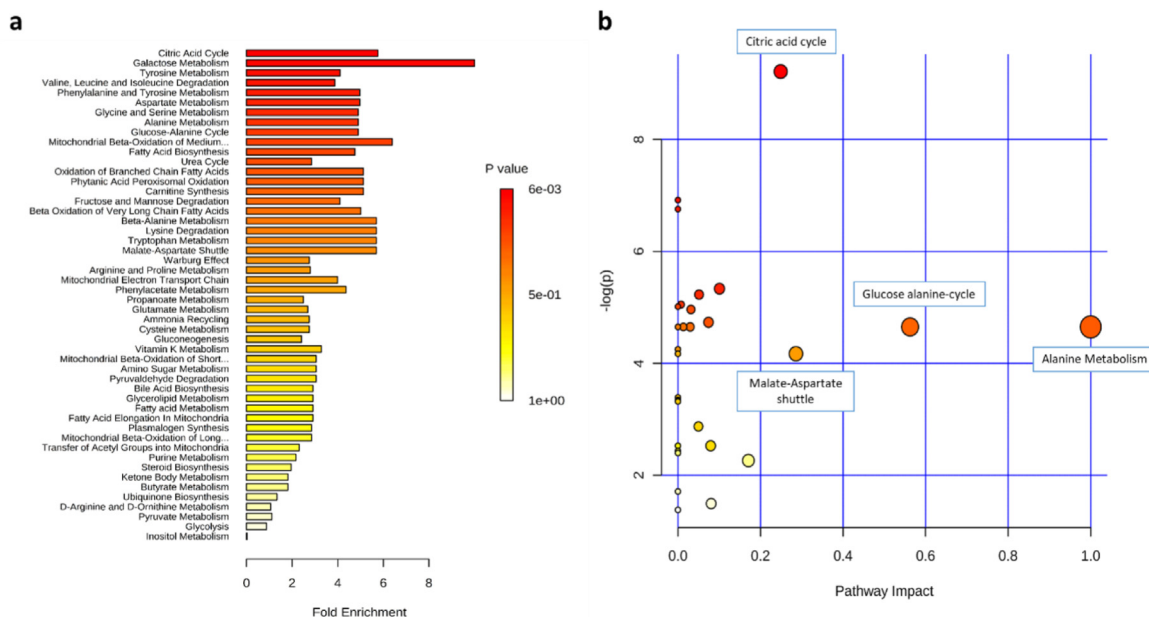 a
Citric Acid Cycle
Galactose Metabolism
Tyrosine Metabolism
Valine, Leucine and Isoleucine Degradation
Phenylalanine and Tyrosine Metabolism
Aspartate Metabolism
Glycine and Serine Metabolism
Alanine Metabolism
Glucose-Alanine Cycle
Mitochondrial Beta-Oxidation of Medium...
Fatty Acid Biosynthesis
Urea Cycle
Oxidation of Branched Chain Fatty Acids
Phytanic Acid Peroxisomal Oxidation
Carnitine Synthesis
Fructose and Mannose Degradation
Beta Oxidation of Very Long Chain Fatty Acids
Beta-Alanine Metabolism
Lysine Degradation
Tryptophan Metabolism
Malate-Aspartate Shuttle
Warburg Effect
Arginine and Proline Metabolism
Mitochondrial Electron Transport Chain
Phenylacetate Metabolism
Propanoate Metabolism
Glutamate Metabolism
Ammonia Recycling
Cysteine Metabolism
Gluconeogenesis
Vitamin K Metabolism
Mitochondrial Beta-Oxidation of Short...
Amino Sugar Metabolism
Pyruvaldehyde Degradation
Bile Acid Biosynthesis
Glycerolipid Metabolism
Fatty acid Metabolism
Fatty Acid Elongation In Mitochondria
Plasmalogen Synthesis
Mitochondrial Beta-Oxidation of Long...
Transfer of Acetyl Groups into Mitochondria
Purine Metabolism
Steroid Biosynthesis
Ketone Body Metabolism
Butyrate Metabolism
Ubiquinone Biosynthesis
D-Arginine and D-Ornithine Metabolism
Pyruvate Metabolism
Glycolysis
Inositol Metabolism
0 2 4 6 8
Fold Enrichment
P value
6e-03
5e-01
1e+00
b
Citric acid cycle
Glucose alanine-cycle
Alanine Metabolism
Malate-Aspartate
shuttle
-log(p)
8
6
4
2
0.0 0.2 0.4 0.6 0.8 1.0
Pathway Impact